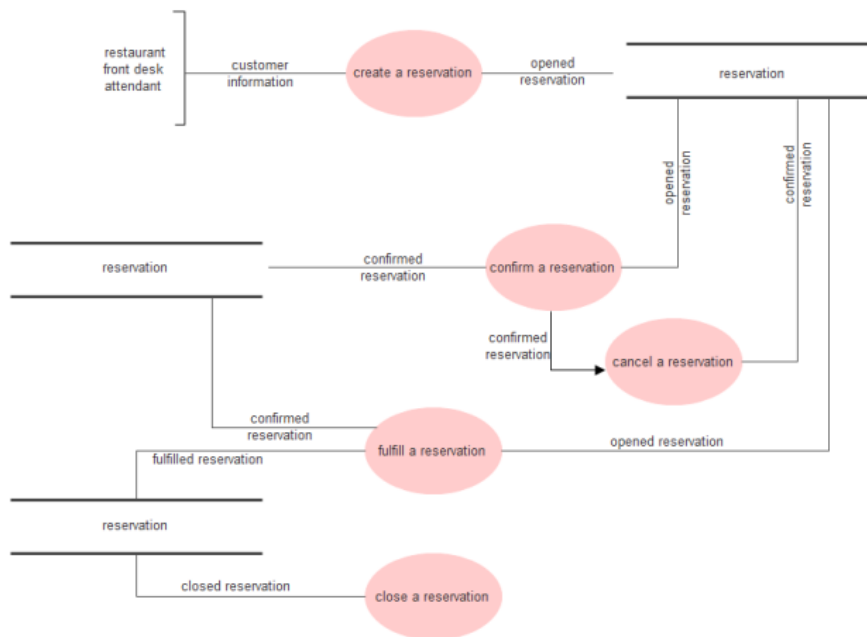 restaurant
front desk
attendant
customer
information
create a reservation
opened
reservation
reservation
opened
reservation
confirmed
reservation
reservation
confirmed
reservation
confirm a reservation
confirmed
reservation
cancel a reservation
confirmed
reservation
fulfilled reservation
fulfill a reservation
opened reservation
reservation
closed reservation
close a reservation